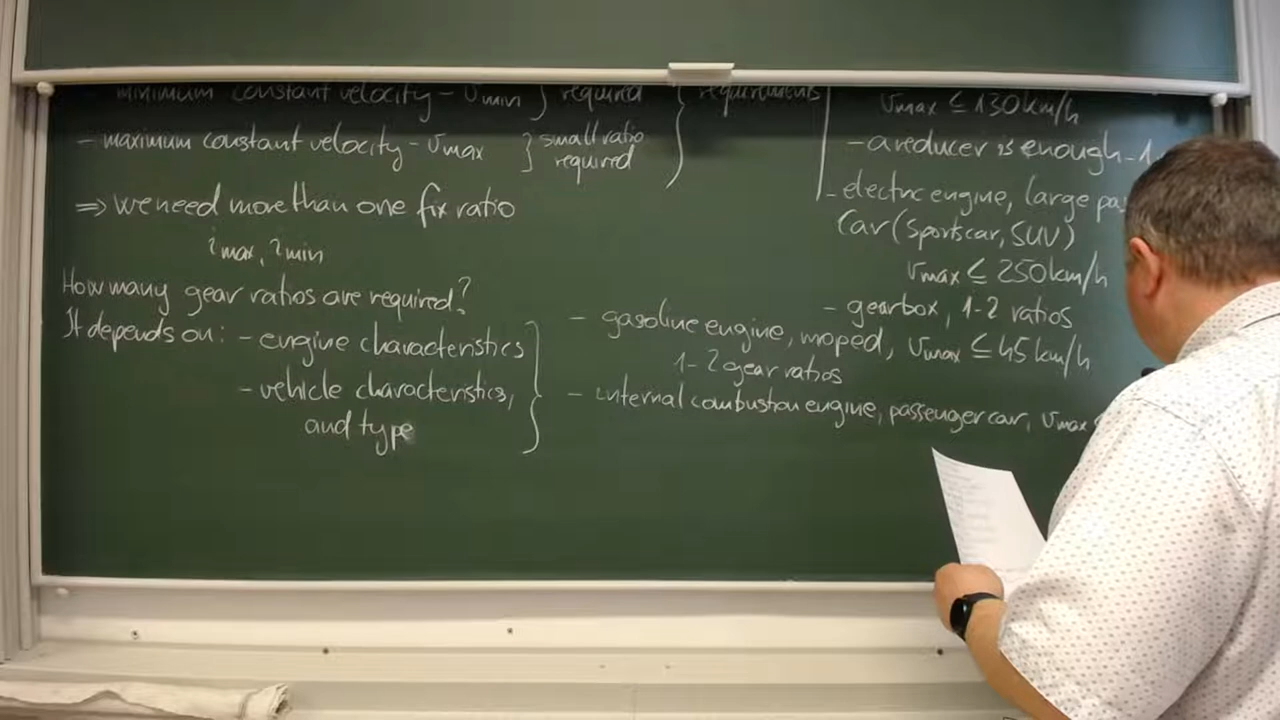 minimum constant velocity - vmin } required } requirements
- maximum constant velocity - vmax } small ratio
required
⇒ we need more than one fix ratio
imax, imin
How many gear ratios are required?
It depends on: - engine characteristics
- vehicle characteristics,
and type
vmax ≤ 130 km/h
- a reducer is enough - 1
- electric engine, large
car (sportscar, SUV)
vmax ≤ 250 km/h
- gearbox, 1-2 ratios
- gasoline engine, moped, vmax ≤ 45 km/h
1-2 gear ratios
- internal combustion engine, passenger car, vmax